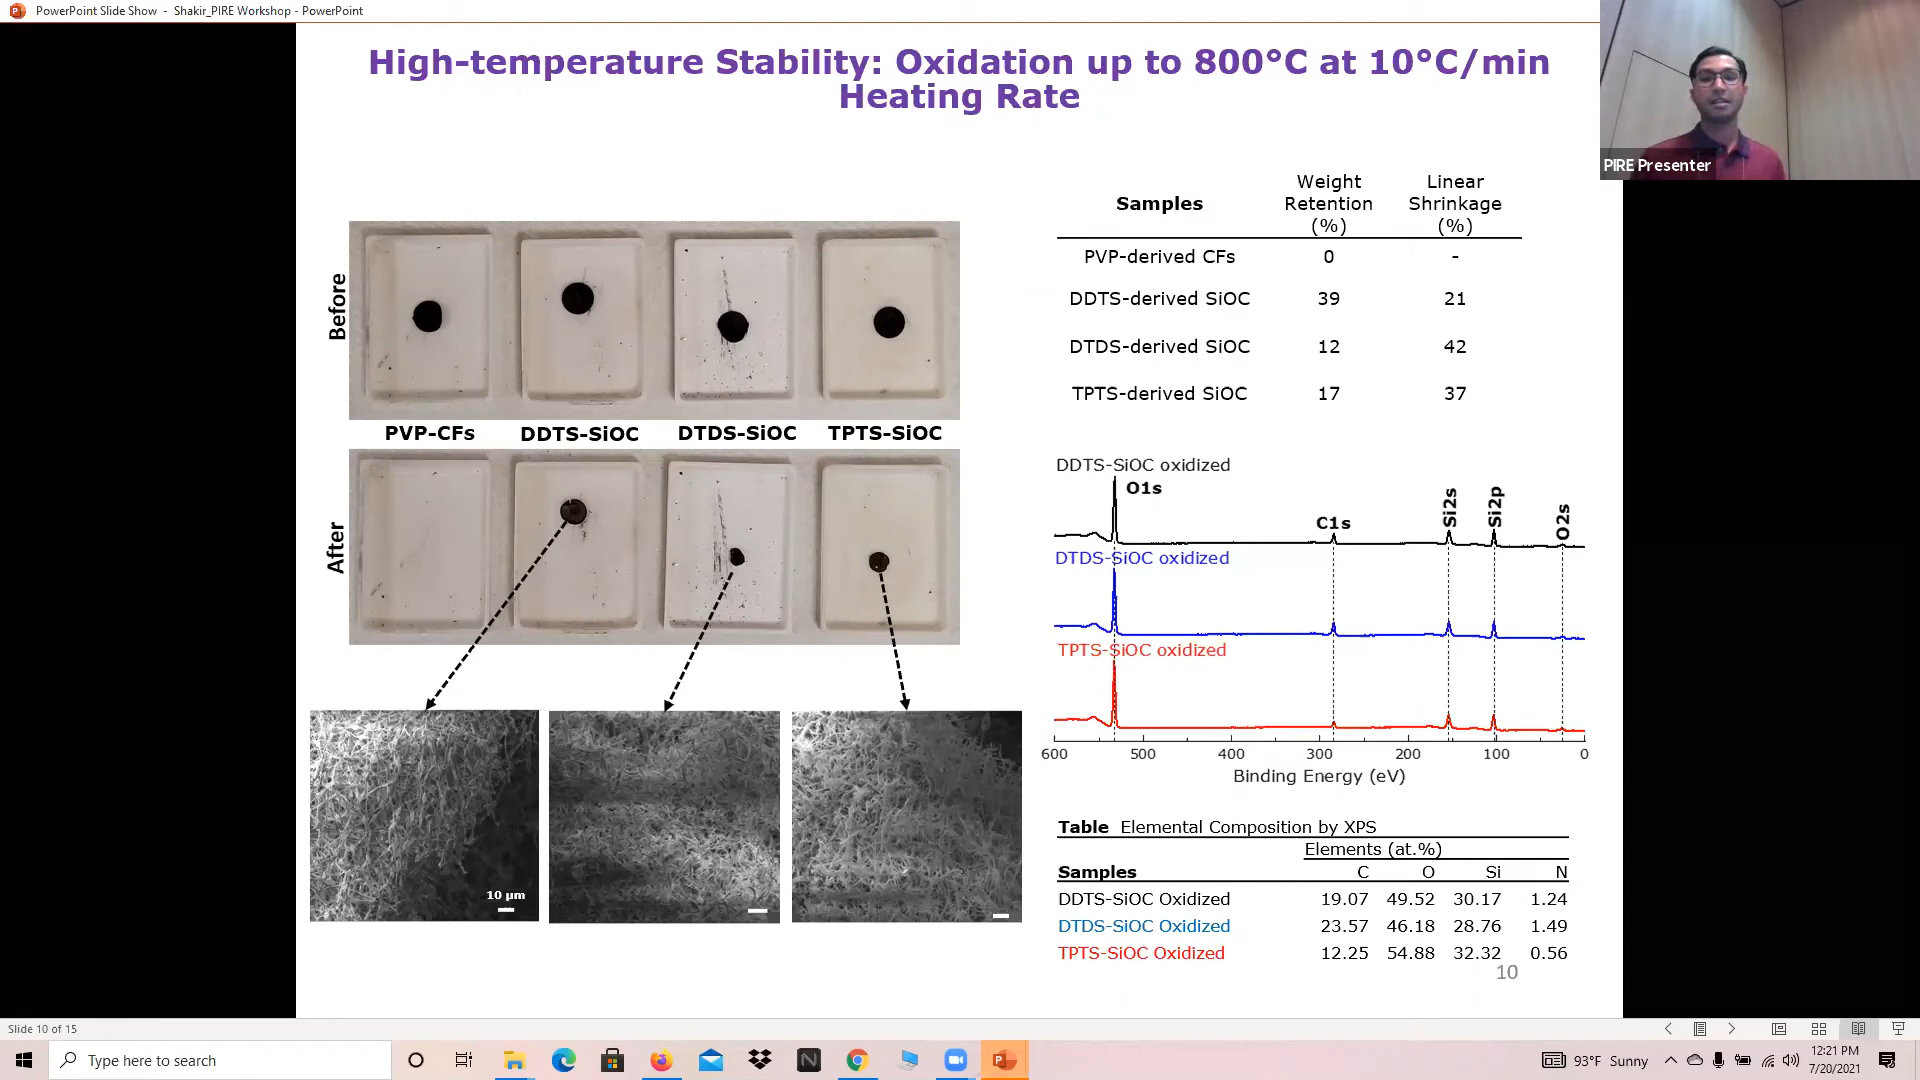 PowerPoint Slide Show - Shakir_PIRE Workshop - PowerPoint
High-temperature Stability: Oxidation up to 800°C at 10°C/min
Heating Rate
PIRE Presenter
Before
PVP-CFs DDTS-SiOC DTDS-SiOC TPTS-SiOC
After
10 µm
Samples Weight Retention (%) Linear Shrinkage (%)
PVP-derived CFs 0 -
DDTS-derived SiOC 39 21
DTDS-derived SiOC 12 42
TPTS-derived SiOC 17 37
DDTS-SiOC oxidized
O1s C1s Si2s Si2p O2s
DTDS-SiOC oxidized
TPTS-SiOC oxidized
600 500 400 300 200 100 0
Binding Energy (eV)
Table Elemental Composition by XPS
Elements (at.%)
Samples C O Si N
DDTS-SiOC Oxidized 19.07 49.52 30.17 1.24
DTDS-SiOC Oxidized 23.57 46.18 28.76 1.49
TPTS-SiOC Oxidized 12.25 54.88 32.32 0.56
10
Slide 10 of 15
Type here to search
93°F Sunny
12:21 PM
7/20/2021